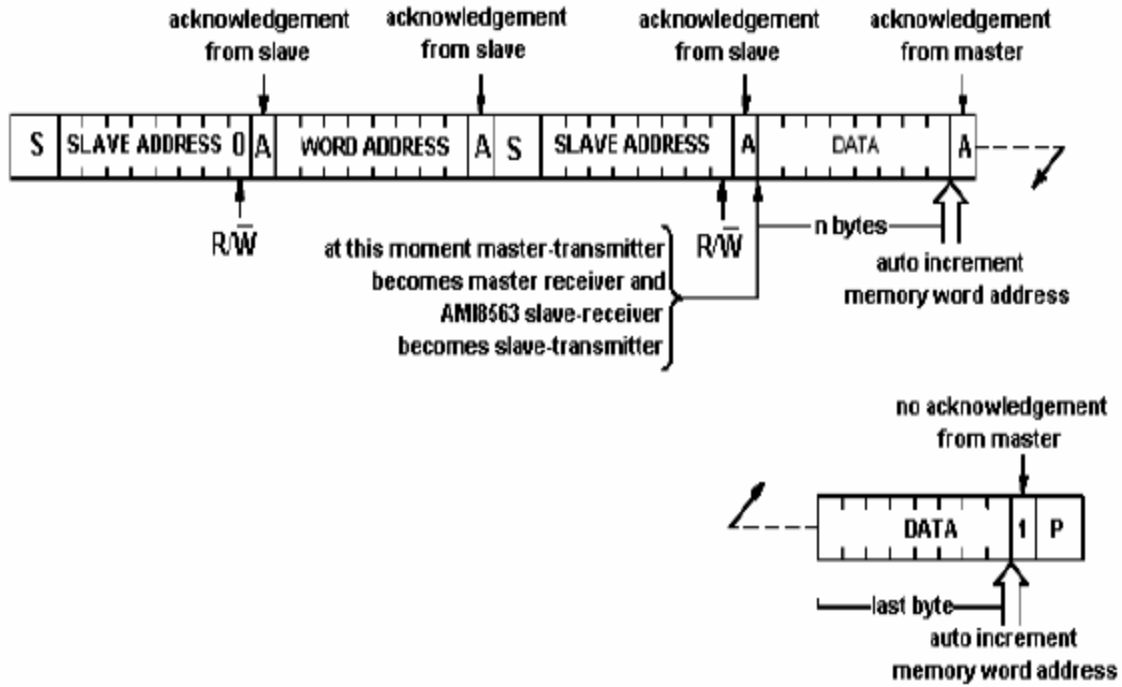 acknowledgement
from slave
acknowledgement
from slave
acknowledgement
from slave
acknowledgement
from master
S SLAVE ADDRESS 0 A WORD ADDRESS A S SLAVE ADDRESS A DATA A
R/W̅
R/W̅
at this moment master-transmitter
becomes master receiver and
AMI8563 slave-receiver
becomes slave-transmitter
n bytes
auto increment
memory word address
no acknowledgement
from master
DATA 1 P
last byte
auto increment
memory word address